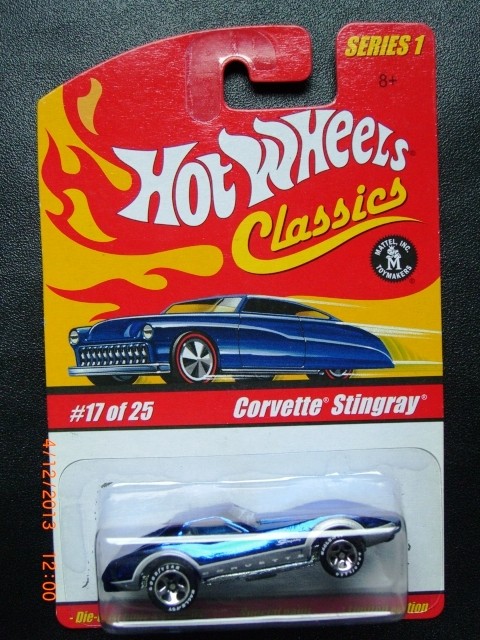 SERIES 1
8+
Hot Wheels®
Classics
MATTEL, INC.
M
TOYMAKERS
®
#17 of 25
Corvette® Stingray®
4/12/2013 12:00
CORVETTE